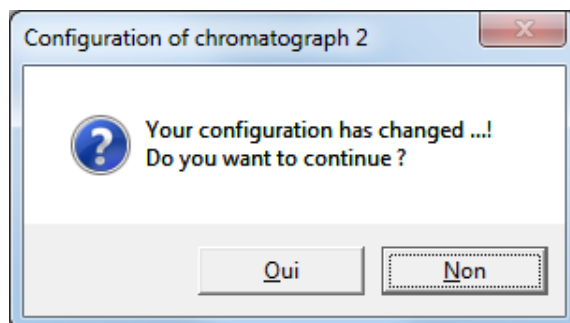 Configuration of chromatograph 2
Your configuration has changed ...!
Do you want to continue ?
Oui
Non